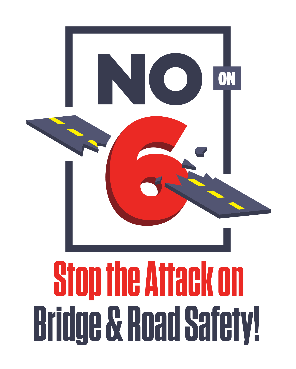 NO ON
6
Stop the Attack on
Bridge & Road Safety!